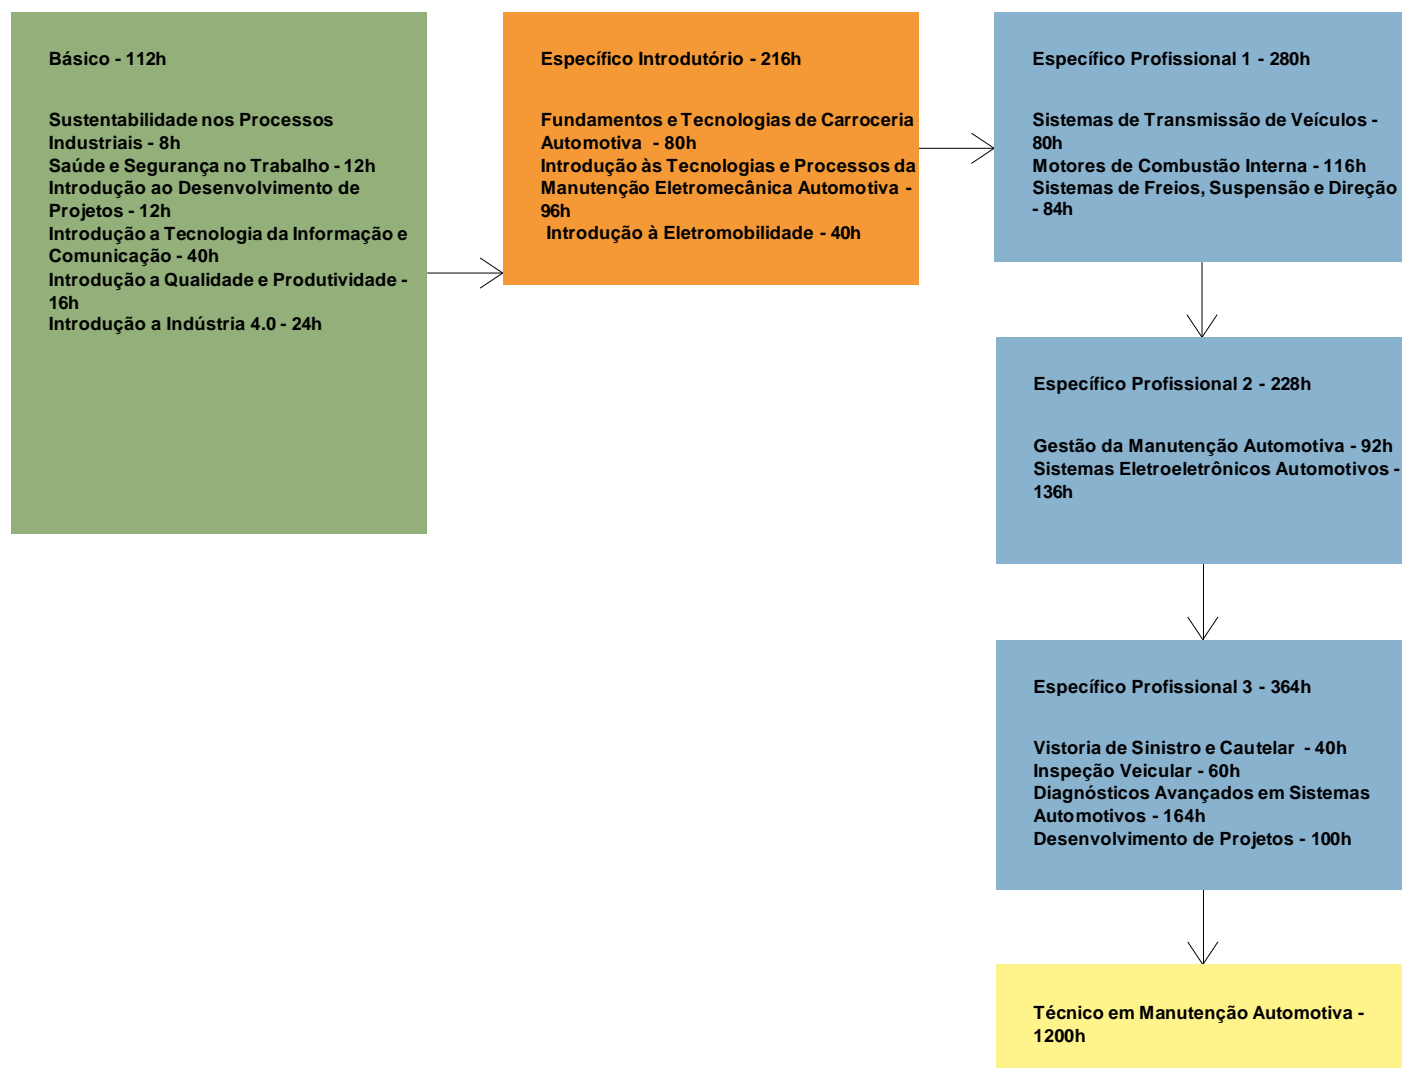 Básico - 112h
Sustentabilidade nos Processos
Industriais - 8h
Saúde e Segurança no Trabalho - 12h
Introdução ao Desenvolvimento de
Projetos - 12h
Introdução a Tecnologia da Informação e
Comunicação - 40h
Introdução a Qualidade e Produtividade -
16h
Introdução a Indústria 4.0 - 24h
Específico Introdutório - 216h
Fundamentos e Tecnologias de Carroceria
Automotiva - 80h
Introdução às Tecnologias e Processos da
Manutenção Eletromecânica Automotiva -
96h
Introdução à Eletromobilidade - 40h
Específico Profissional 1 - 280h
Sistemas de Transmissão de Veículos -
80h
Motores de Combustão Interna - 116h
Sistemas de Freios, Suspensão e Direção
- 84h
Específico Profissional 2 - 228h
Gestão da Manutenção Automotiva - 92h
Sistemas Eletroeletrônicos Automotivos -
136h
Específico Profissional 3 - 364h
Vistoria de Sinistro e Cautelar - 40h
Inspeção Veicular - 60h
Diagnósticos Avançados em Sistemas
Automotivos - 164h
Desenvolvimento de Projetos - 100h
Técnico em Manutenção Automotiva -
1200h